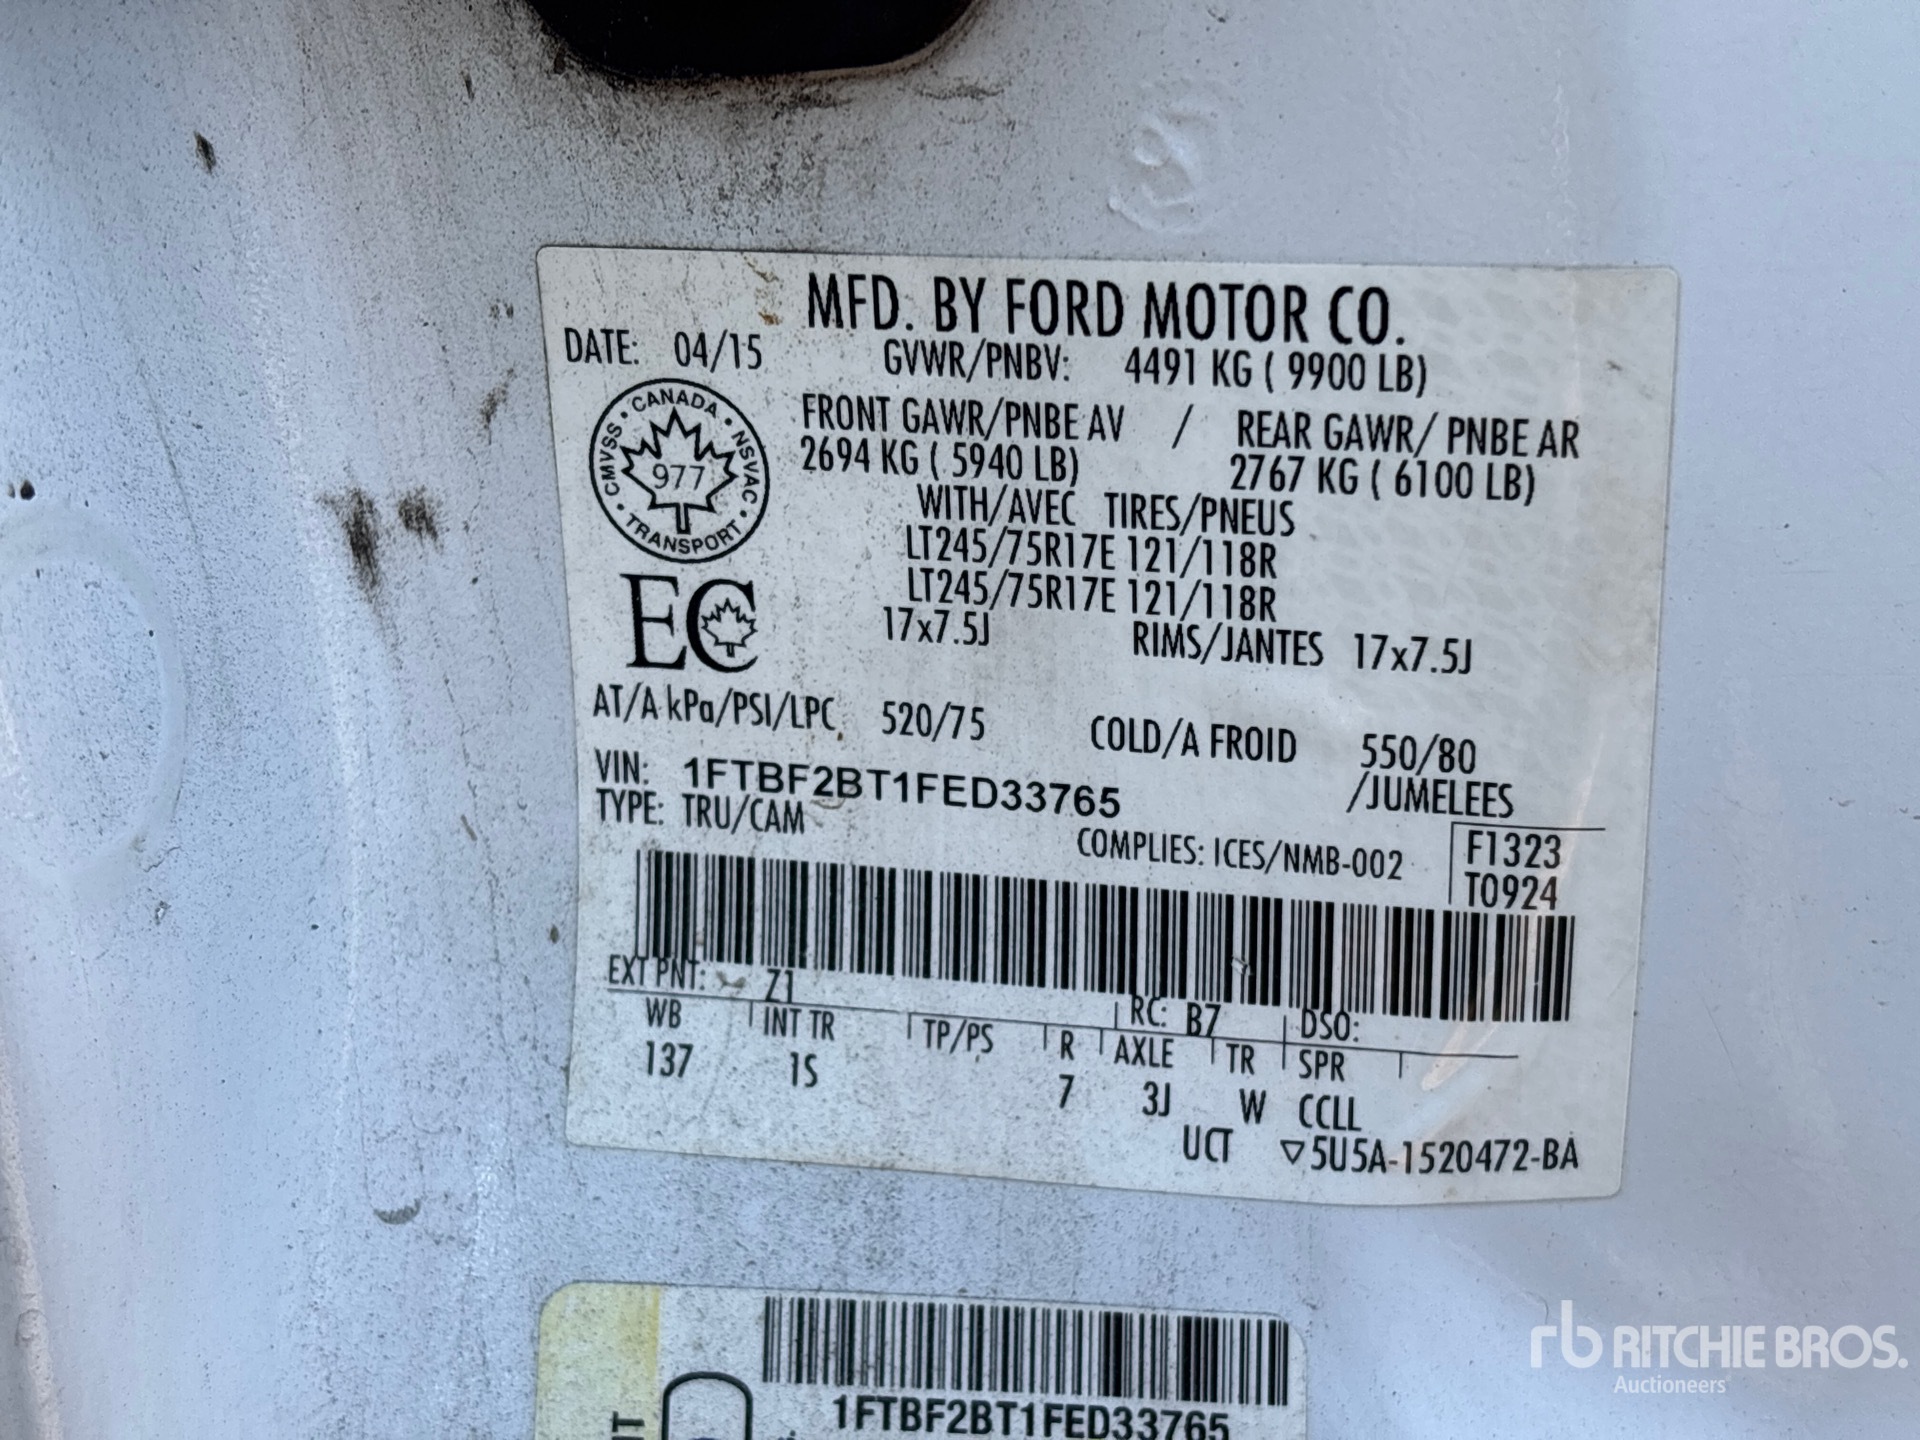 MFD. BY FORD MOTOR CO.
DATE: 04/15 GVWR/PNBV: 4491 KG ( 9900 LB)
CANADA
CMVSS
NSVAC
977
TRANSPORT
FRONT GAWR/PNBE AV / REAR GAWR/ PNBE AR
2694 KG ( 5940 LB) 2767 KG ( 6100 LB)
WITH/AVEC TIRES/PNEUS
LT245/75R17E 121/118R
LT245/75R17E 121/118R
17x7.5J RIMS/JANTES 17x7.5J
EC
AT/A kPa/PSI/LPC 520/75 COLD/A FROID 550/80
VIN: 1FTBF2BT1FED33765 /JUMELEES
TYPE: TRU/CAM
COMPLIES: ICES/NMB-002 F1323
T0924
EXT PNT: Z1 RC: B7 DSO:
WB INT TR TP/PS R AXLE TR SPR
137 1S 7 3J W CCLL
UCT ▽5U5A-1520472-BA
1FTBF2BT1FED33765
rb RITCHIE BROS.
Auctioneers